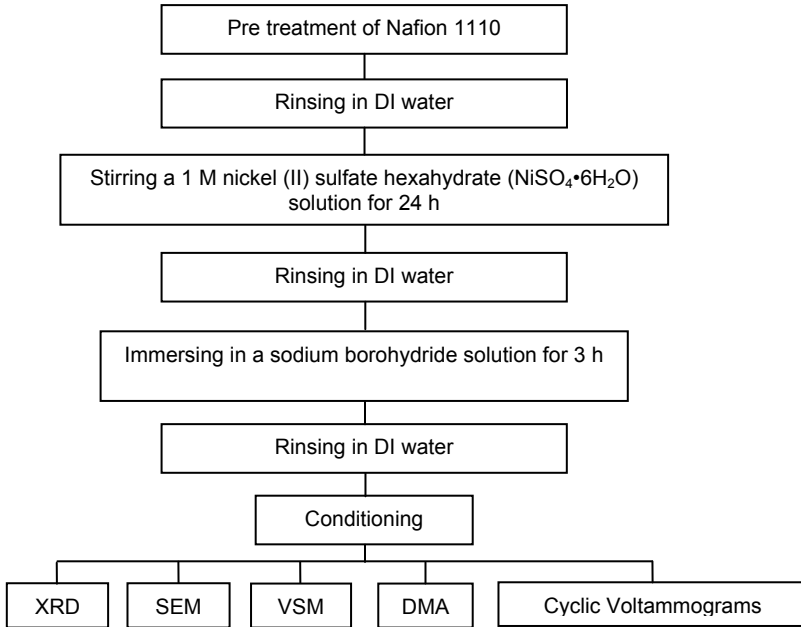 Pre treatment of Nafion 1110
Rinsing in DI water
Stirring a 1 M nickel (II) sulfate hexahydrate (NiSO₄•6H₂O)
solution for 24 h
Rinsing in DI water
Immersing in a sodium borohydride solution for 3 h
Rinsing in DI water
Conditioning
XRD
SEM
VSM
DMA
Cyclic Voltammograms